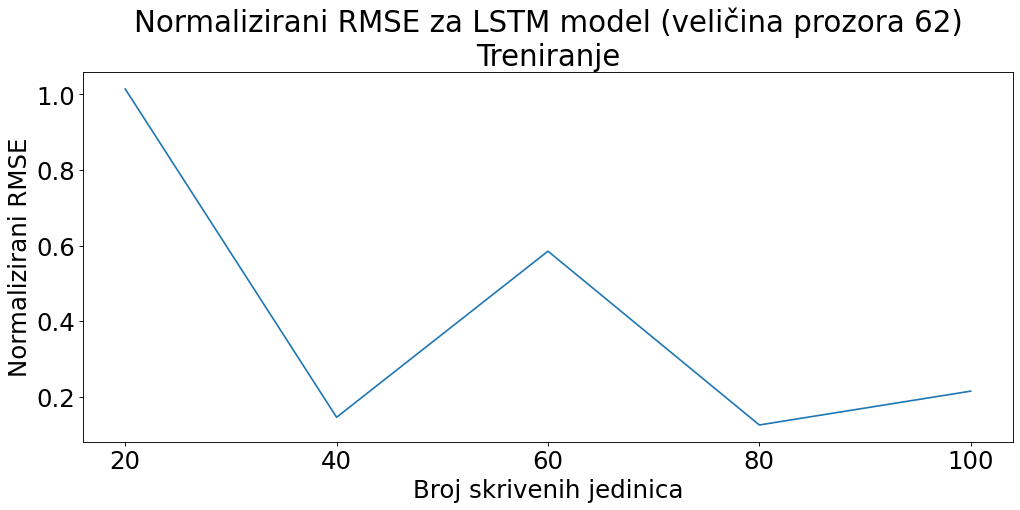 Normalizirani RMSE za LSTM model (veličina prozora 62)
Treniranje
Normalizirani RMSE
1.0
0.8
0.6
0.4
0.2
20 40 60 80 100
Broj skrivenih jedinica